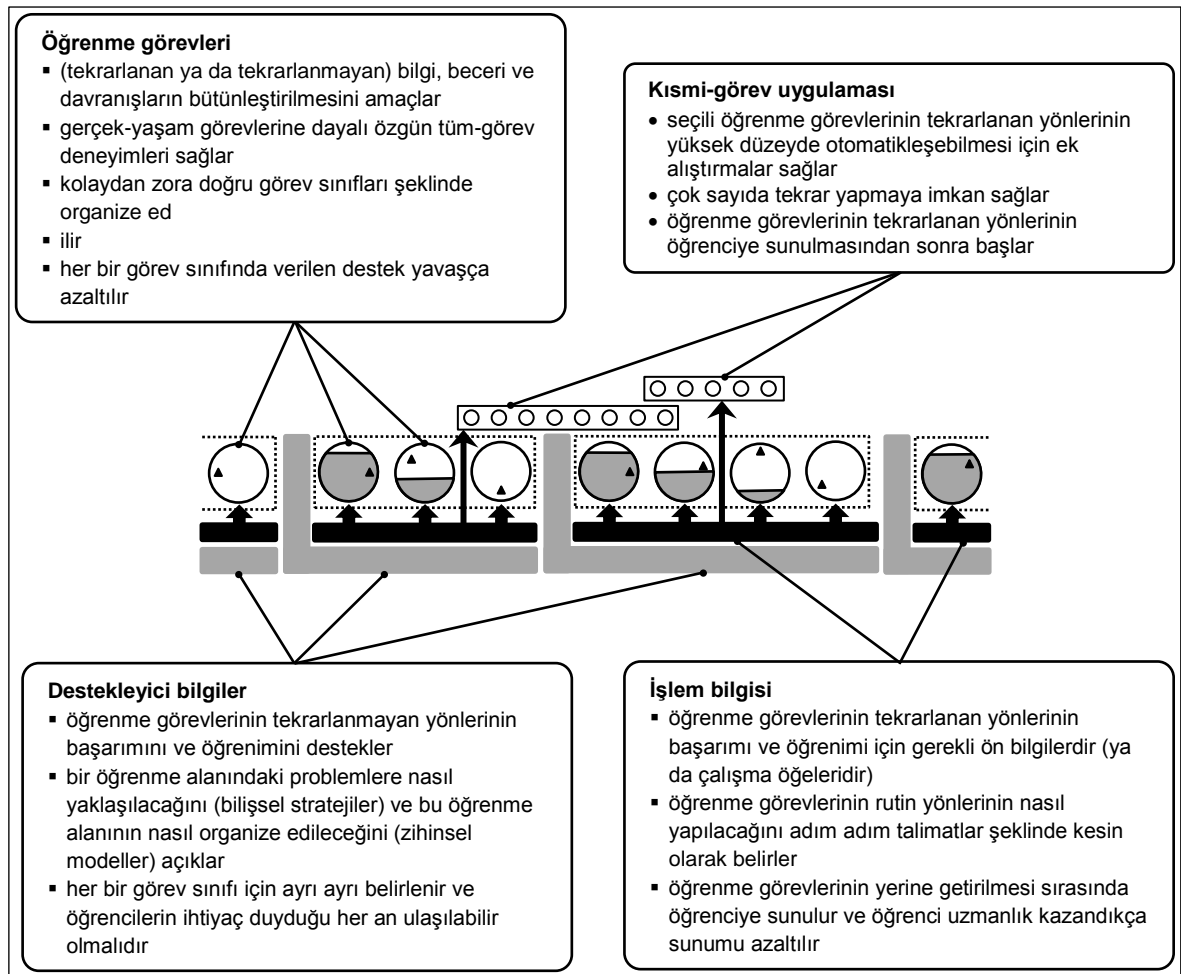 Öğrenme görevleri
▪ (tekrarlanan ya da tekrarlanmayan) bilgi, beceri ve
davranışların bütünleştirilmesini amaçlar
▪ gerçek-yaşam görevlerine dayalı özgün tüm-görev
deneyimleri sağlar
▪ kolaydan zora doğru görev sınıfları şeklinde
organize ed
▪ ilir
▪ her bir görev sınıfında verilen destek yavaşça
azaltılır
Kısmi-görev uygulaması
• seçili öğrenme görevlerinin tekrarlanan yönlerinin
yüksek düzeyde otomatikleşebilmesi için ek
alıştırmalar sağlar
• çok sayıda tekrar yapmaya imkan sağlar
• öğrenme görevlerinin tekrarlanan yönlerinin
öğrenciye sunulmasından sonra başlar
Destekleyici bilgiler
▪ öğrenme görevlerinin tekrarlanmayan yönlerinin
başarımını ve öğrenimini destekler
▪ bir öğrenme alanındaki problemlere nasıl
yaklaşılacağını (bilişsel stratejiler) ve bu öğrenme
alanının nasıl organize edileceğini (zihinsel
modeller) açıklar
▪ her bir görev sınıfı için ayrı ayrı belirlenir ve
öğrencilerin ihtiyaç duyduğu her an ulaşılabilir
olmalıdır
İşlem bilgisi
▪ öğrenme görevlerinin tekrarlanan yönlerinin
başarımı ve öğrenimi için gerekli ön bilgilerdir (ya
da çalışma öğeleridir)
▪ öğrenme görevlerinin rutin yönlerinin nasıl
yapılacağını adım adım talimatlar şeklinde kesin
olarak belirler
▪ öğrenme görevlerinin yerine getirilmesi sırasında
öğrenciye sunulur ve öğrenci uzmanlık kazandıkça
sunumu azaltılır